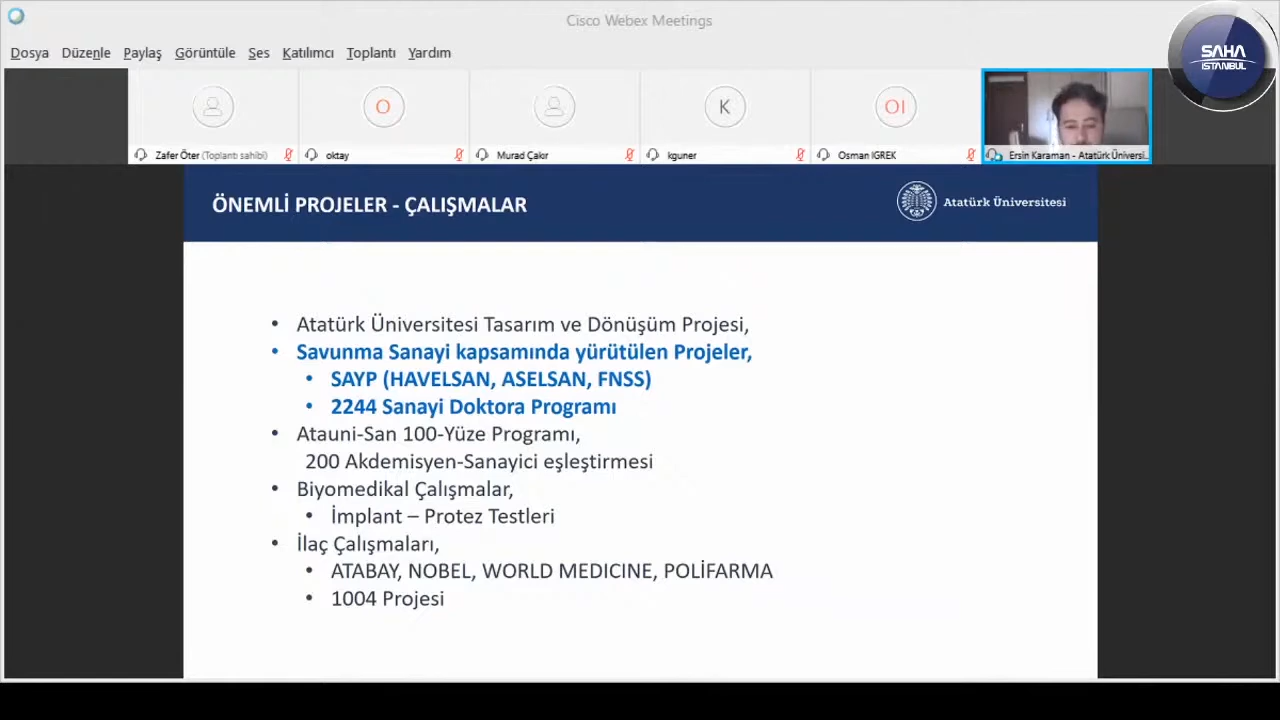 Cisco Webex Meetings
SAHA
İSTANBUL
Dosya Düzenle Paylaş Görüntüle Ses Katılımcı Toplantı Yardım
O
K
OI
Zafer Öter (Toplantı sahibi)
oktay
Murad Çakır
kguner
Osman IGREK
Ersin Karaman - Atatürk Üniversi...
ÖNEMLİ PROJELER - ÇALIŞMALAR
Atatürk Üniversitesi
• Atatürk Üniversitesi Tasarım ve Dönüşüm Projesi,
• Savunma Sanayi kapsamında yürütülen Projeler,
• SAYP (HAVELSAN, ASELSAN, FNSS)
• 2244 Sanayi Doktora Programı
• Atauni-San 100-Yüze Programı,
200 Akdemisyen-Sanayici eşleştirmesi
• Biyomedikal Çalışmalar,
• İmplant – Protez Testleri
• İlaç Çalışmaları,
• ATABAY, NOBEL, WORLD MEDICINE, POLİFARMA
• 1004 Projesi